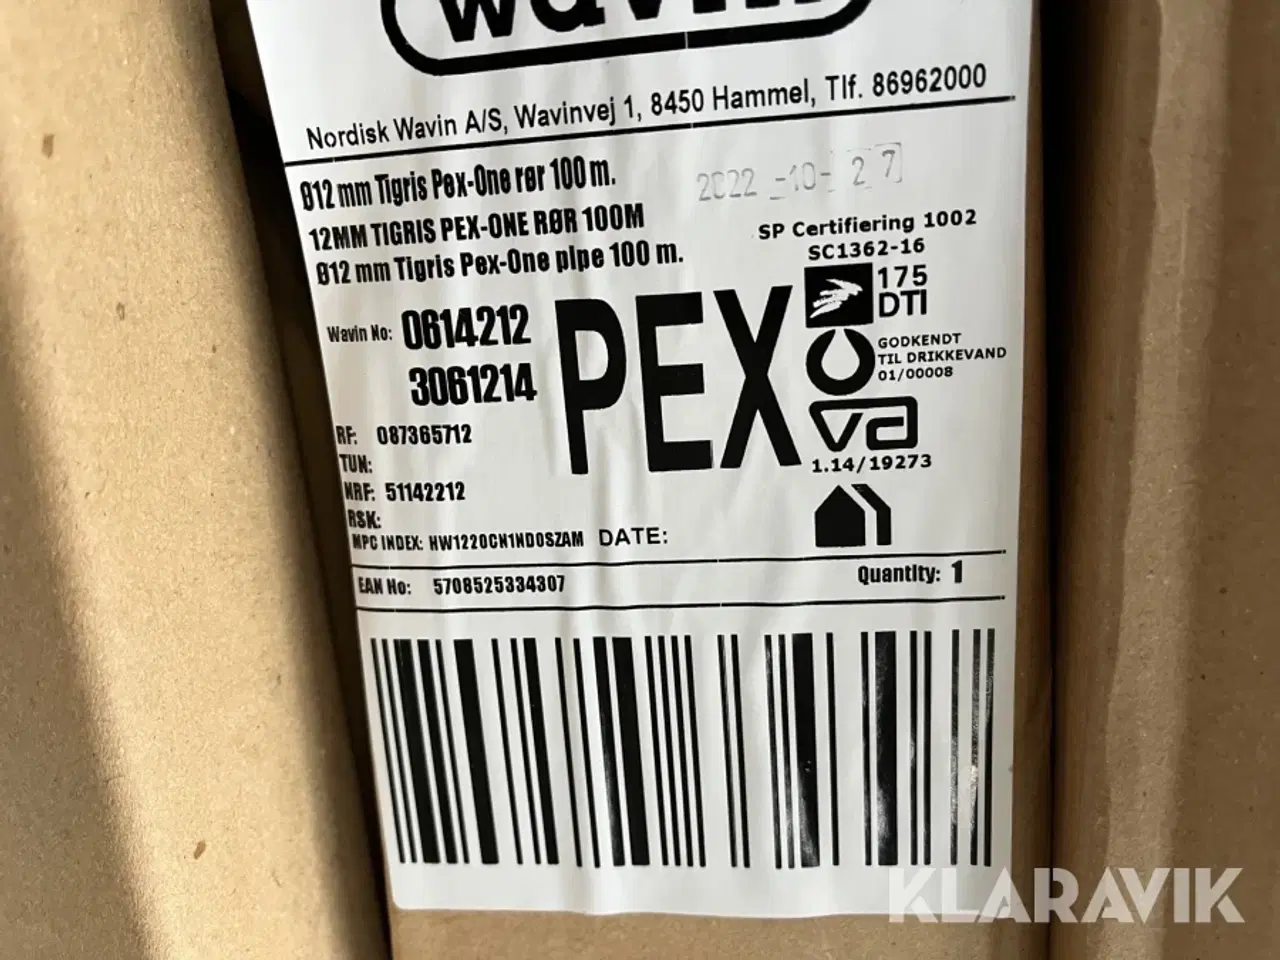 wavin
Nordisk Wavin A/S, Wavinvej 1, 8450 Hammel, Tlf. 86962000
Ø12 mm Tigris Pex-One rør 100 m.
2022 -10- 27
12MM TIGRIS PEX-ONE RØR 100M
Ø12 mm Tigris Pex-One pipe 100 m.
SP Certifiering 1002
SC1362-16
175
DTI
Wavin No: 0614212
3061214
PEX
GODKENDT
TIL DRIKKEVAND
01/00008
va
1.14/19273
RF: 087365712
TUN:
NRF: 51142212
RSK:
MPC INDEX: HW1220CN1ND0SZAM DATE:
EAN No: 5708525334307
Quantity: 1
KLARAVIK